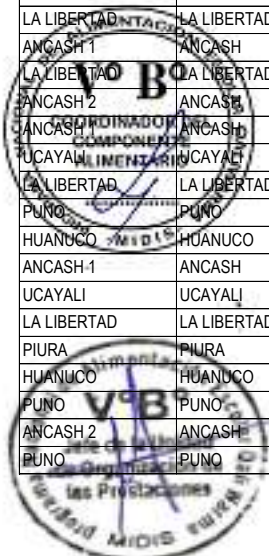 LA LIBERTAD LA LIBERTAD
ANCASH 1 ANCASH
LA LIBERTAD LA LIBERTAD
ANCASH 2 ANCASH
ANCASH 1 ANCASH
UCAYALI UCAYALI
LA LIBERTAD LA LIBERTAD
PUNO PUNO
HUANUCO HUANUCO
ANCASH-1 ANCASH
UCAYALI UCAYALI
LA LIBERTAD LA LIBERTAD
PIURA PIURA
HUANUCO HUANUCO
PUNO PUNO
ANCASH 2 ANCASH
PUNO PUNO
V° B°
COORDINADOR DEL
COMPONENTE
ALIMENTARIO
MIDIS
V° B°
las Prestaciones
MIDIS